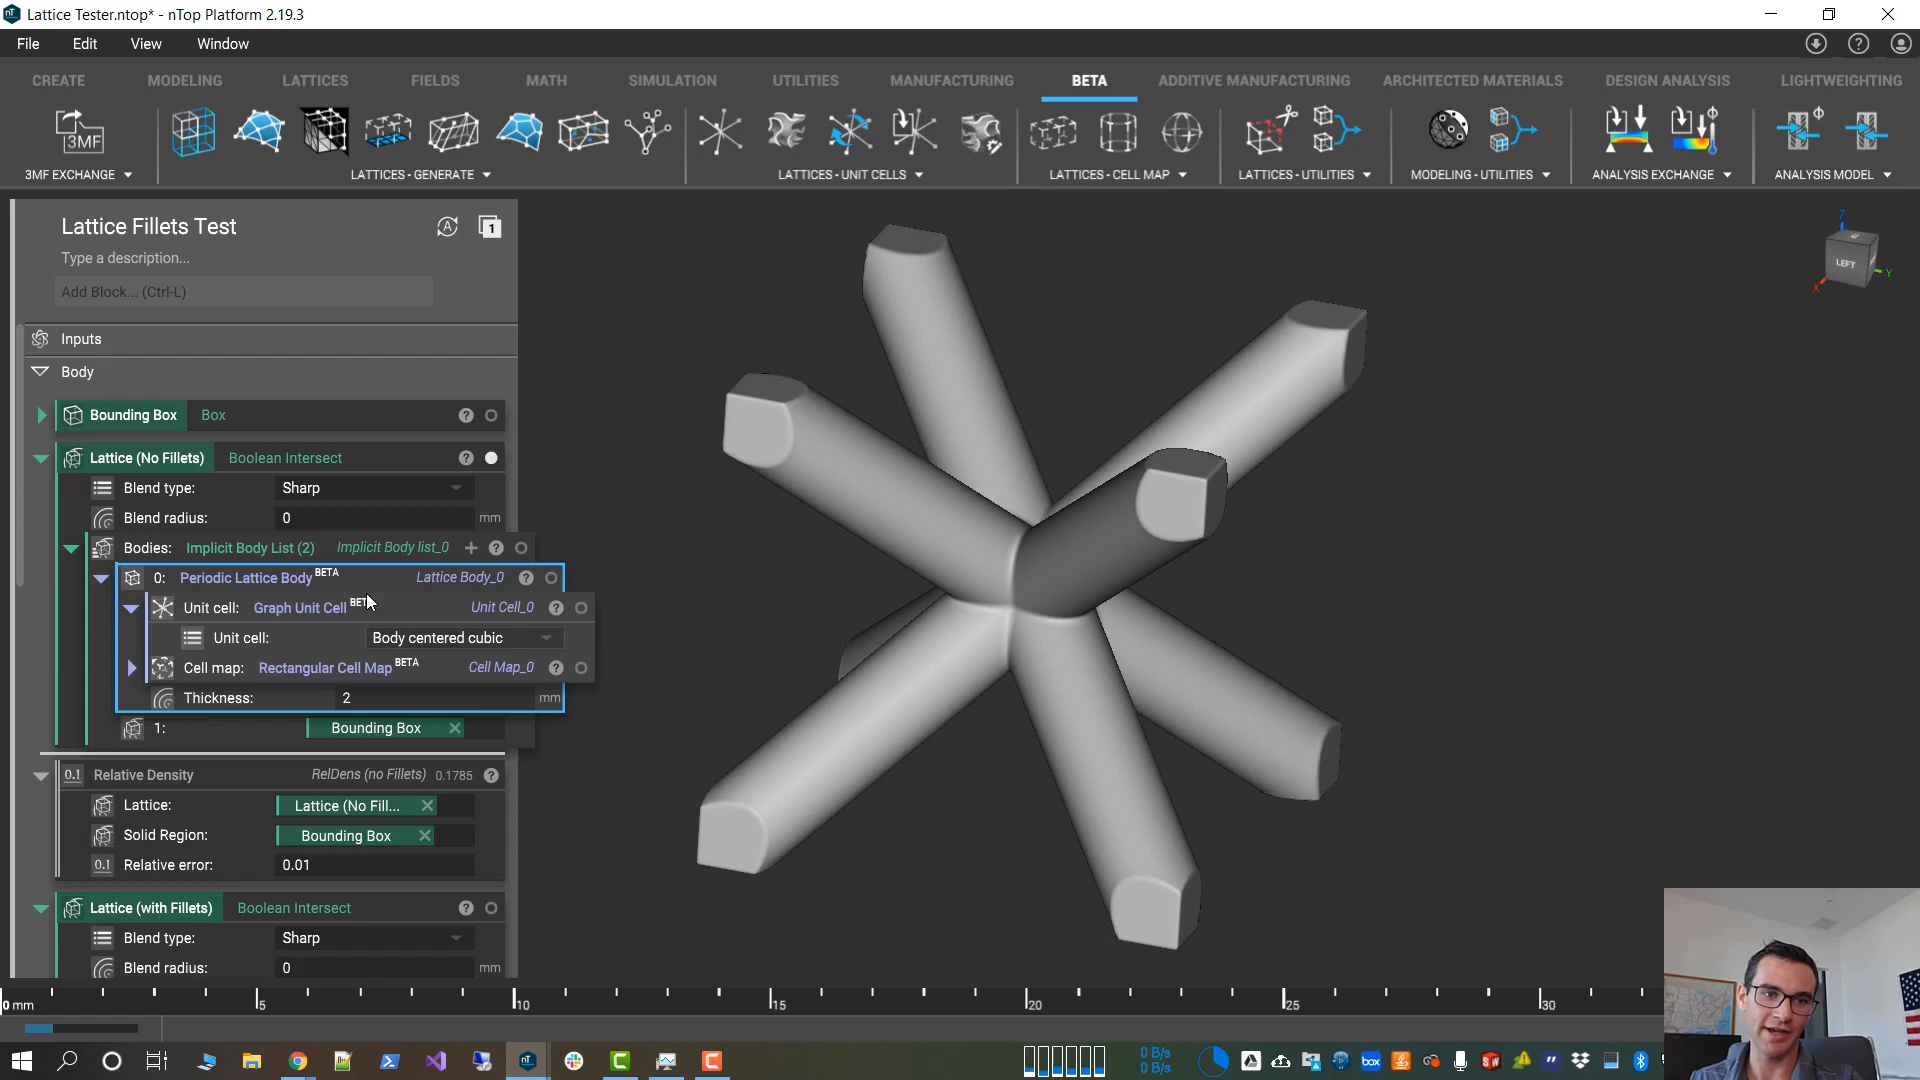 Lattice Tester.ntop* - nTop Platform 2.19.3
File Edit View Window
CREATE MODELING LATTICES FIELDS MATH SIMULATION UTILITIES MANUFACTURING BETA ADDITIVE MANUFACTURING ARCHITECTED MATERIALS DESIGN ANALYSIS LIGHTWEIGHTING
3MF
3MF EXCHANGE LATTICES - GENERATE LATTICES - UNIT CELLS LATTICES - CELL MAP LATTICES - UTILITIES MODELING - UTILITIES ANALYSIS EXCHANGE ANALYSIS MODEL
Lattice Fillets Test
A 1
Type a description...
Add Block... (Ctrl-L)
Inputs
Body
Bounding Box Box ?
Lattice (No Fillets) Boolean Intersect ?
Blend type: Sharp
Blend radius: 0 mm
Bodies: Implicit Body List (2) Implicit Body list_0 + ?
0: Periodic Lattice Body BETA Lattice Body_0 ?
Unit cell: Graph Unit Cell Unit Cell_0 ?
Unit cell: Body centered cubic
Cell map: Rectangular Cell Map BETA Cell Map_0 ?
Thickness: 2 mm
1: Bounding Box
0.1 Relative Density RelDens (no Fillets) 0.1785 ?
Lattice: Lattice (No Fill...
Solid Region: Bounding Box
0.1 Relative error: 0.01
Lattice (with Fillets) Boolean Intersect ?
Blend type: Sharp
Blend radius: 0 mm
Z
LEFT
Y
X
0 mm 5 10 15 20 25 30
0 B/s
0 B/s
nT
box